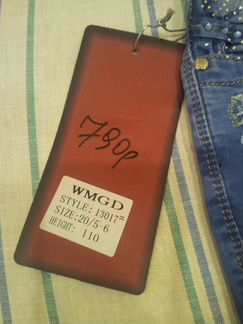 790р
WMGD
STYLE: 13017#
SIZE: 20/5-6
HEIGHT: 110